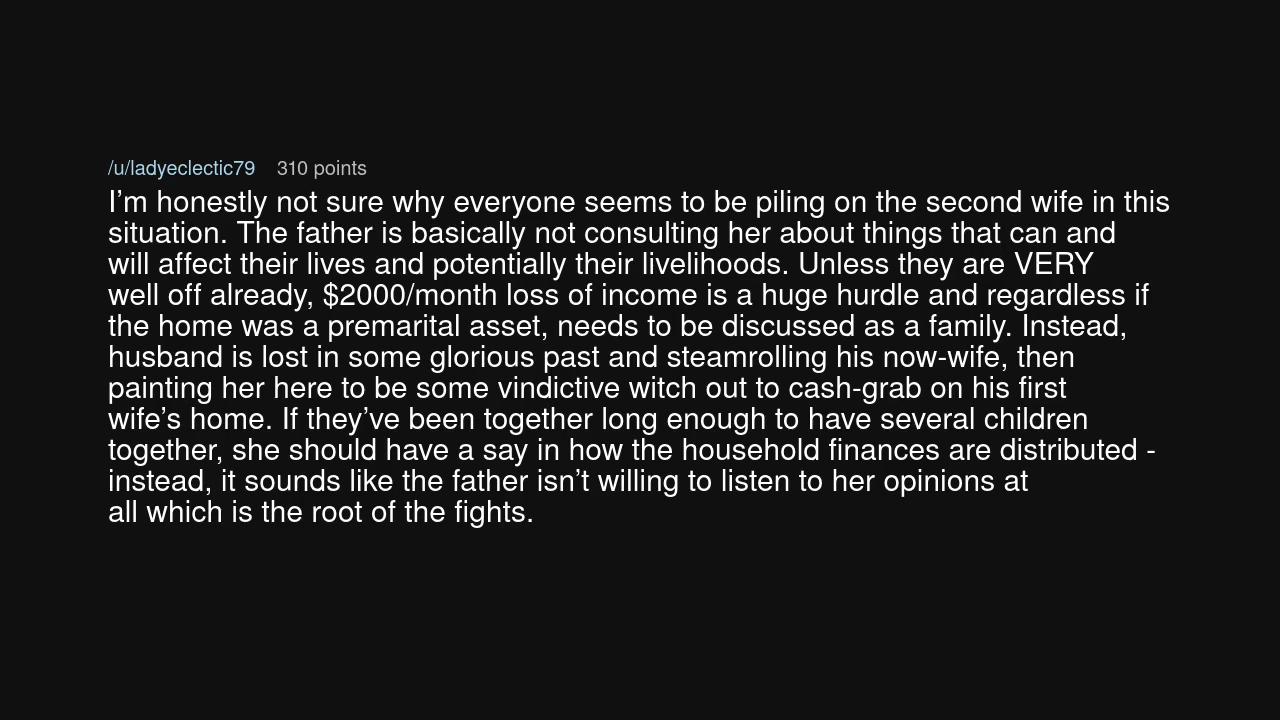 /u/ladyeclectic79 310 points
I’m honestly not sure why everyone seems to be piling on the second wife in this
situation. The father is basically not consulting her about things that can and
will affect their lives and potentially their livelihoods. Unless they are VERY
well off already, $2000/month loss of income is a huge hurdle and regardless if
the home was a premarital asset, needs to be discussed as a family. Instead,
husband is lost in some glorious past and steamrolling his now-wife, then
painting her here to be some vindictive witch out to cash-grab on his first
wife’s home. If they’ve been together long enough to have several children
together, she should have a say in how the household finances are distributed -
instead, it sounds like the father isn’t willing to listen to her opinions at
all which is the root of the fights.